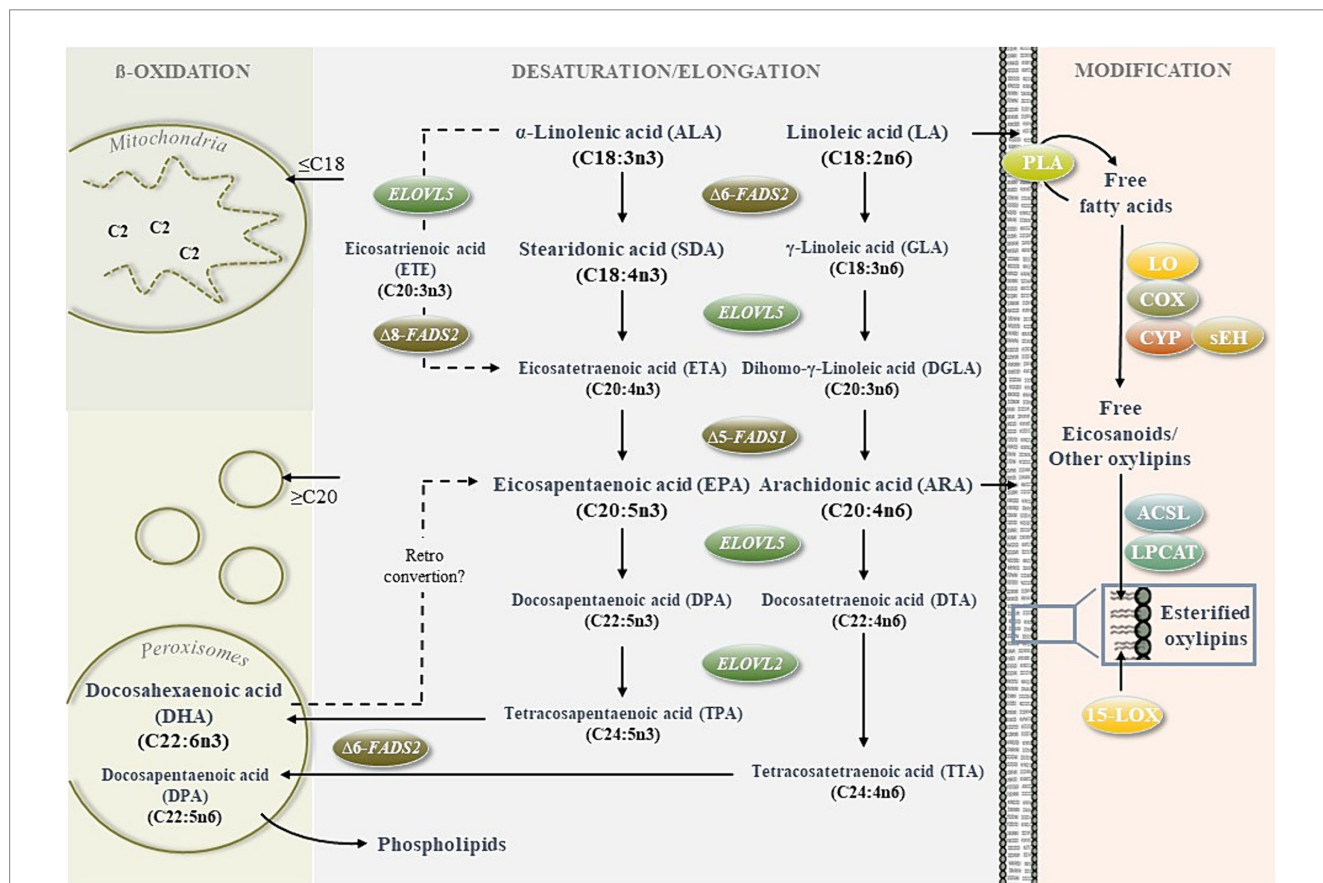 ß-OXIDATION
DESATURATION/ELONGATION
MODIFICATION
Mitochondria
≤C18
C2
C2
C2
α-Linolenic acid (ALA)
(C18:3n3)
Linoleic acid (LA)
(C18:2n6)
ELOVL5
Δ6-FADS2
Eicosatrienoic acid
(ETE)
(C20:3n3)
Stearidonic acid (SDA)
(C18:4n3)
γ-Linoleic acid (GLA)
(C18:3n6)
Δ8-FADS2
ELOVL5
Eicosatetraenoic acid (ETA)
(C20:4n3)
Dihomo-γ-Linoleic acid (DGLA)
(C20:3n6)
Δ5-FADS1
≥C20
Eicosapentaenoic acid (EPA)
(C20:5n3)
Arachidonic acid (ARA)
(C20:4n6)
Retro
convertion?
ELOVL5
Docosapentaenoic acid (DPA)
(C22:5n3)
Docosatetraenoic acid (DTA)
(C22:4n6)
ELOVL2
Peroxisomes
Docosahexaenoic acid
(DHA)
(C22:6n3)
Tetracosapentaenoic acid (TPA)
(C24:5n3)
Δ6-FADS2
Docosapentaenoic acid
(DPA)
(C22:5n6)
Tetracosatetraenoic acid (TTA)
(C24:4n6)
Phospholipids
PLA
Free
fatty acids
LO
COX
CYP
sEH
Free
Eicosanoids/
Other oxylipins
ACSL
LPCAT
Esterified
oxylipins
15-LOX